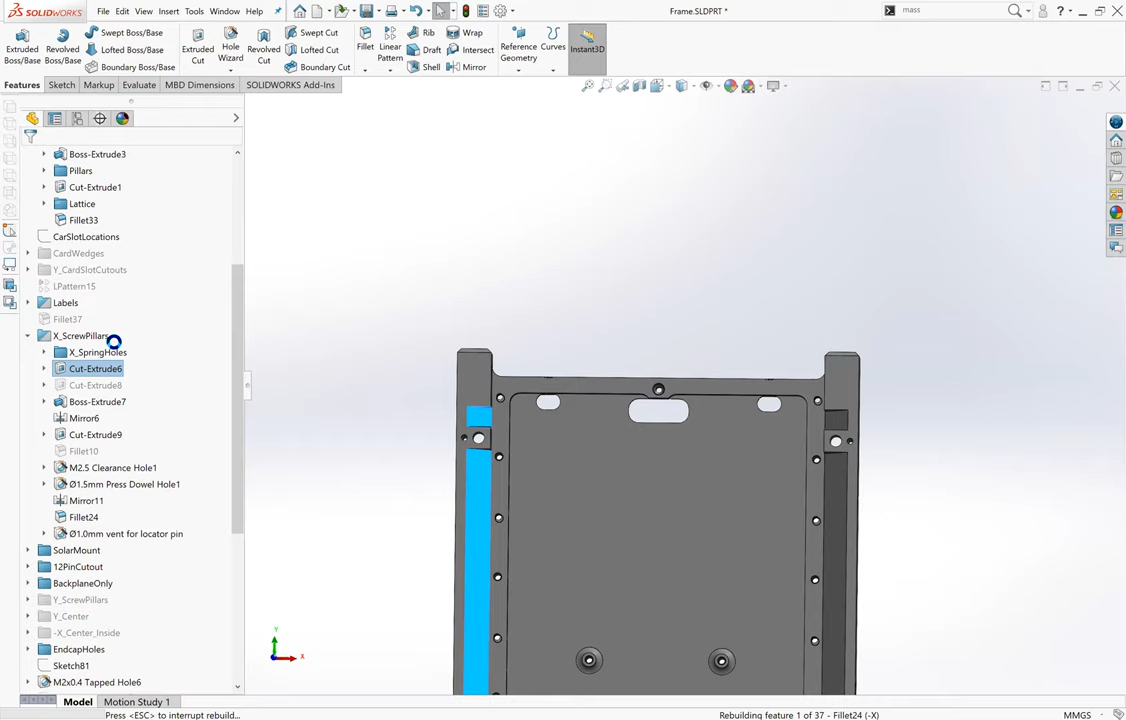 SOLIDWORKS File Edit View Insert Tools Window Help Frame.SLDPRT * mass
Extruded Boss/Base Revolved Boss/Base Swept Boss/Base Lofted Boss/Base Boundary Boss/Base Extruded Cut Hole Wizard Revolved Cut Swept Cut Lofted Cut Boundary Cut Fillet Linear Pattern Rib Draft Shell Wrap Intersect Mirror Reference Geometry Curves Instant3D
Features Sketch Markup Evaluate MBD Dimensions SOLIDWORKS Add-Ins
Boss-Extrude3
Pillars
Cut-Extrude1
Lattice
Fillet33
CarSlotLocations
CardWedges
Y_CardSlotCutouts
LPattern15
Labels
Fillet37
X_ScrewPillars
X_SpringHoles
Cut-Extrude6
Cut-Extrude8
Boss-Extrude7
Mirror6
Cut-Extrude9
Fillet10
M2.5 Clearance Hole1
Ø1.5mm Press Dowel Hole1
Mirror11
Fillet24
Ø1.0mm vent for locator pin
SolarMount
12PinCutout
BackplaneOnly
Y_ScrewPillars
Y_Center
-X_Center_Inside
EndcapHoles
Sketch81
M2x0.4 Tapped Hole6
Y
X
Model Motion Study 1
Press <ESC> to interrupt rebuild... Rebuilding feature 1 of 37 - Fillet24 (-X) MMGS